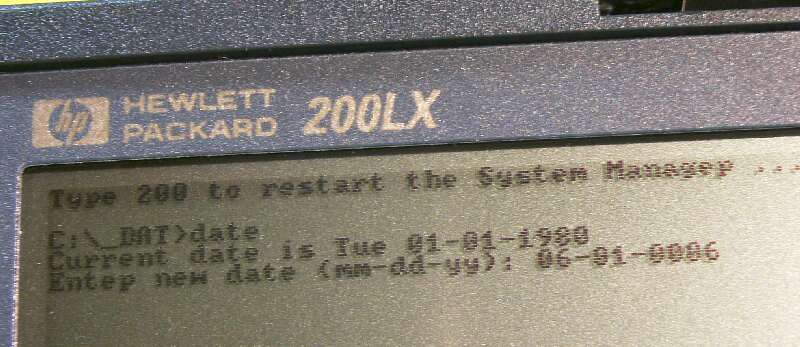 hp HEWLETT PACKARD 200LX
Type 200 to restart the System Manager ...
C:\_DAT>date
Current date is Tue 01-01-1980
Enter new date (mm-dd-yy): 06-01-0006